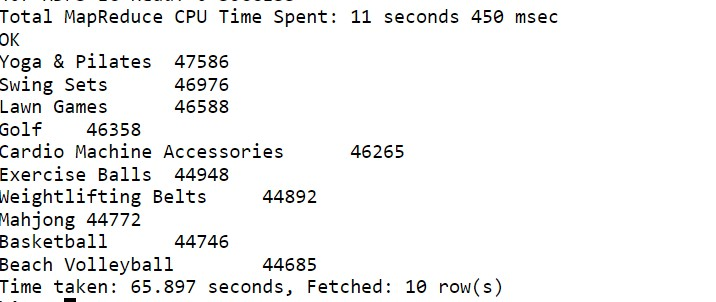 Total MapReduce CPU Time Spent: 11 seconds 450 msec
OK
Yoga & Pilates  47586
Swing Sets      46976
Lawn Games      46588
Golf    46358
Cardio Machine Accessories      46265
Exercise Balls  44948
Weightlifting Belts     44892
Mahjong 44772
Basketball      44746
Beach Volleyball        44685
Time taken: 65.897 seconds, Fetched: 10 row(s)